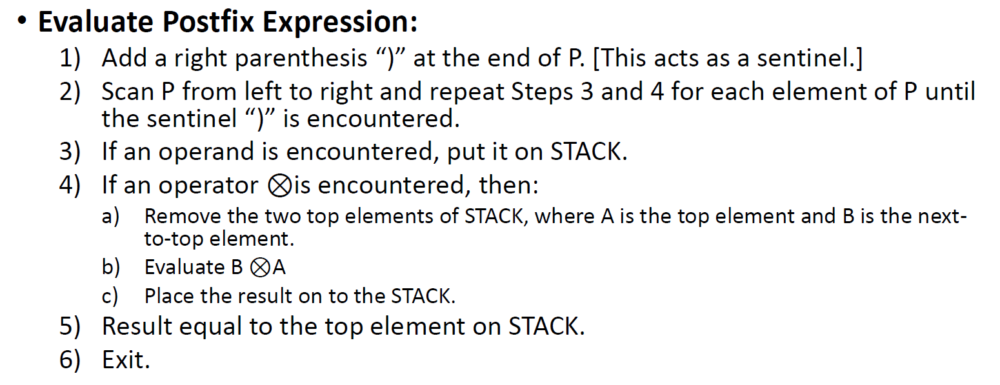 • Evaluate Postfix Expression:
1) Add a right parenthesis “)” at the end of P. [This acts as a sentinel.]
2) Scan P from left to right and repeat Steps 3 and 4 for each element of P until
the sentinel “)” is encountered.
3) If an operand is encountered, put it on STACK.
4) If an operator ⊗is encountered, then:
a) Remove the two top elements of STACK, where A is the top element and B is the next-
to-top element.
b) Evaluate B ⊗A
c) Place the result on to the STACK.
5) Result equal to the top element on STACK.
6) Exit.